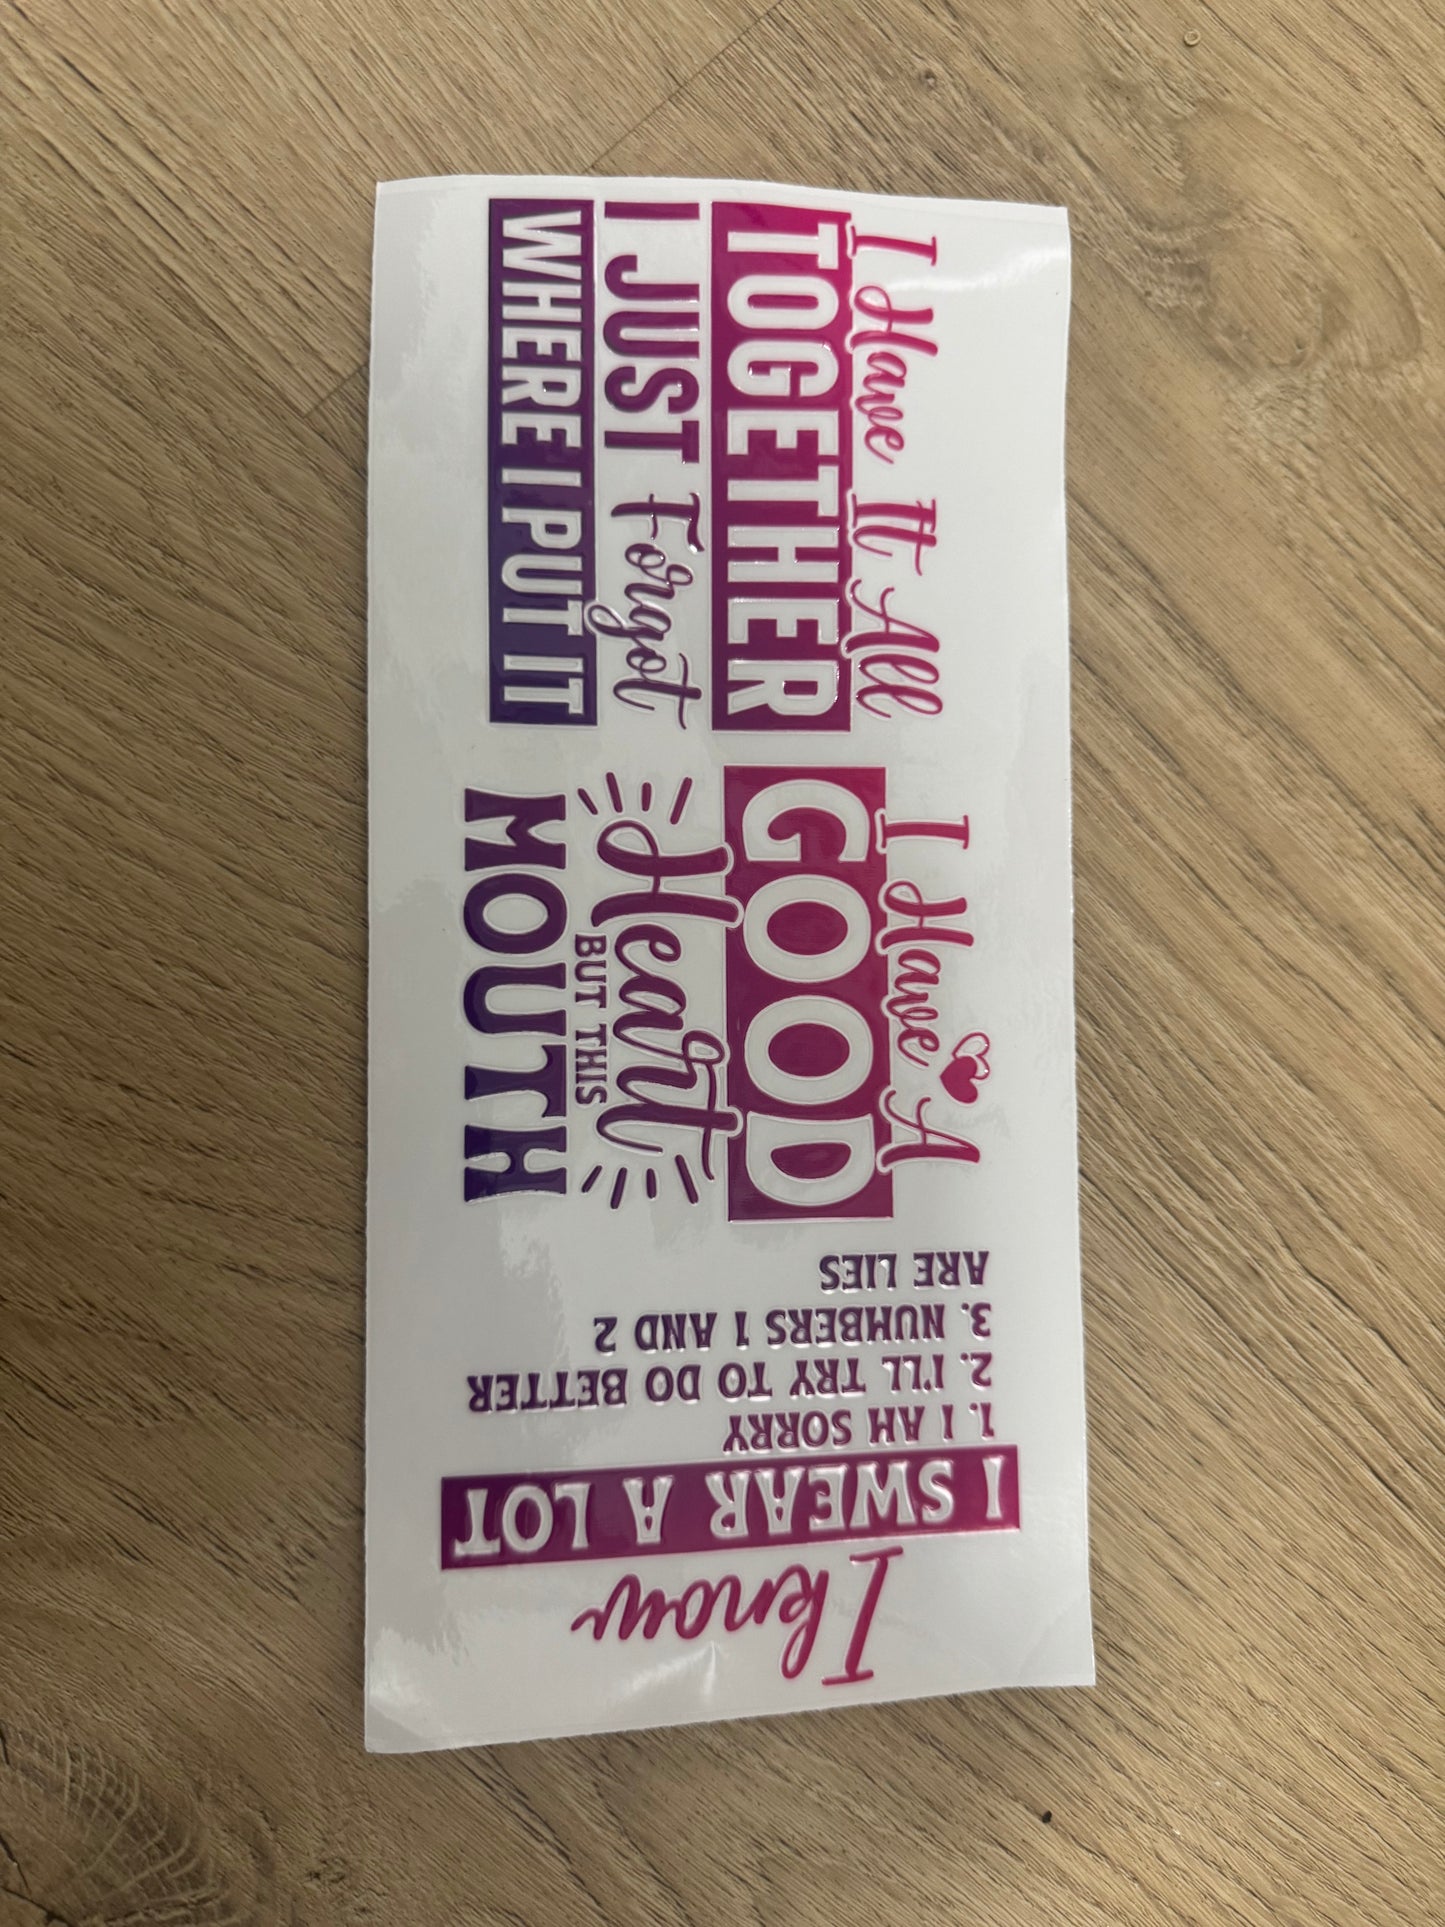 I Have It All
TOGETHER
I JUST Forgot
WHERE I PUT IT
I Have A
GOOD
Heart
BUT THIS
MOUTH
I know
I SWEAR A LOT
1. I AM SORRY
2. I'LL TRY TO DO BETTER
3. NUMBERS 1 AND 2
ARE LIES